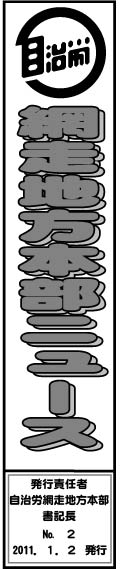 自治労
網走地方本部ニュース
発行責任者
自治労網走地方本部
書記長
№ 2
2011. 1. 2 発行